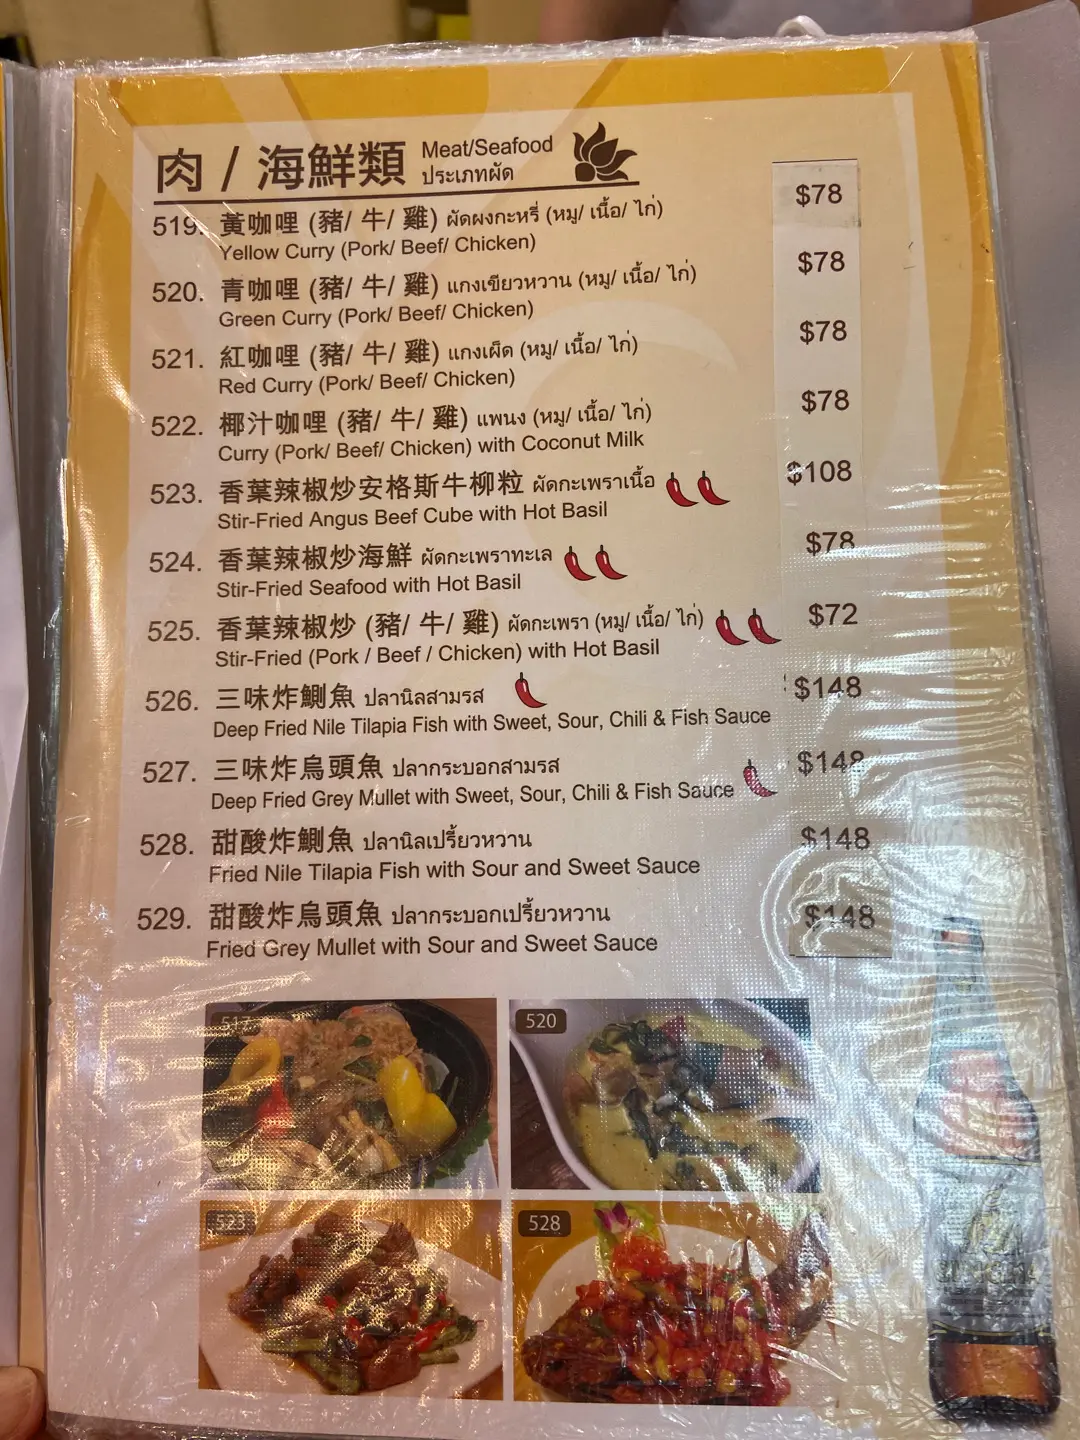 肉 / 海鮮類 Meat/Seafood
ประเภทผัด
519. 黃咖哩 (豬/ 牛/ 雞) ผัดผงกะหรี่ (หมู/ เนื้อ/ ไก่) $78
Yellow Curry (Pork/ Beef/ Chicken)
520. 青咖哩 (豬/ 牛/ 雞) แกงเขียวหวาน (หมู/ เนื้อ/ ไก่) $78
Green Curry (Pork/ Beef/ Chicken)
521. 紅咖哩 (豬/ 牛/ 雞) แกงเผ็ด (หมู/ เนื้อ/ ไก่) $78
Red Curry (Pork/ Beef/ Chicken)
522. 椰汁咖哩 (豬/ 牛/ 雞) แพนง (หมู/ เนื้อ/ ไก่) $78
Curry (Pork/ Beef/ Chicken) with Coconut Milk
523. 香葉辣椒炒安格斯牛柳粒 ผัดกะเพราเนื้อ $108
Stir-Fried Angus Beef Cube with Hot Basil
524. 香葉辣椒炒海鮮 ผัดกะเพราทะเล $78
Stir-Fried Seafood with Hot Basil
525. 香葉辣椒炒 (豬/ 牛/ 雞) ผัดกะเพรา (หมู/ เนื้อ/ ไก่) $72
Stir-Fried (Pork / Beef / Chicken) with Hot Basil
526. 三味炸鰂魚 ปลานิลสามรส $148
Deep Fried Nile Tilapia Fish with Sweet, Sour, Chili & Fish Sauce
527. 三味炸烏頭魚 ปลากระบอกสามรส $148
Deep Fried Grey Mullet with Sweet, Sour, Chili & Fish Sauce
528. 甜酸炸鰂魚 ปลานิลเปรี้ยวหวาน $148
Fried Nile Tilapia Fish with Sour and Sweet Sauce
529. 甜酸炸烏頭魚 ปลากระบอกเปรี้ยวหวาน $148
Fried Grey Mullet with Sour and Sweet Sauce
520
523
528